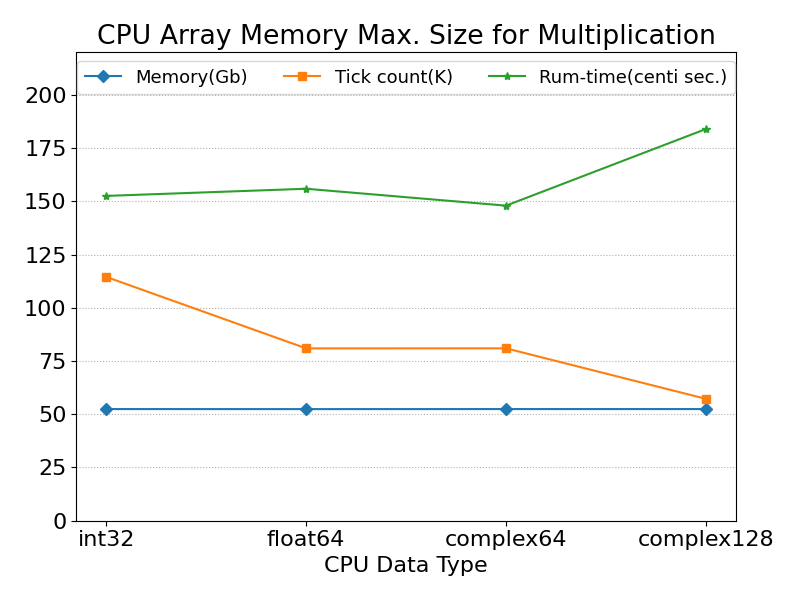 CPU Array Memory Max. Size for Multiplication
Memory(Gb) Tick count(K) Rum-time(centi sec.)
200
175
150
125
100
75
50
25
0
int32 float64 complex64 complex128
CPU Data Type